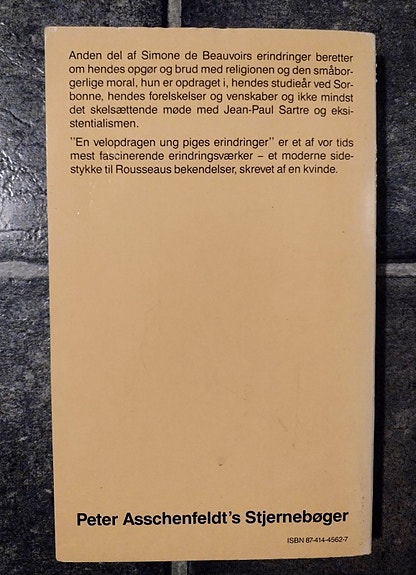 Anden del af Simone de Beauvoirs erindringer beretter
om hendes opgør og brud med religionen og den småbor-
gerlige moral, hun er opdraget i, hendes studieår ved Sor-
bonne, hendes forelskelser og venskaber og ikke mindst
det skelsættende møde med Jean-Paul Sartre og eksi-
stentialismen.
"En velopdragen ung piges erindringer" er et af vor tids
mest fascinerende erindringsværker – et moderne side-
stykke til Rousseaus bekendelser, skrevet af en kvinde.
Peter Asschenfeldt's Stjernebøger
ISBN 87-414-4562-7